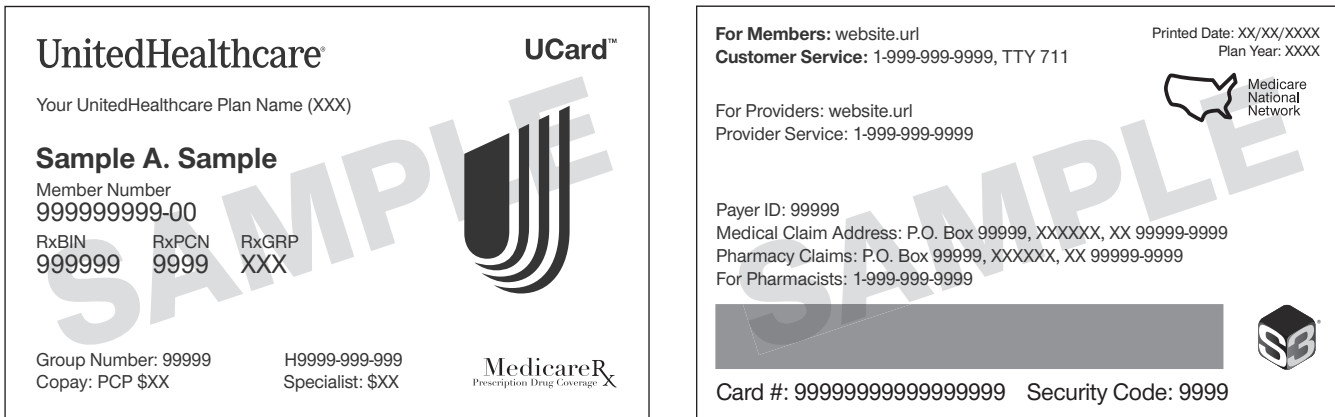 UnitedHealthcare®
UCard™
Your UnitedHealthcare Plan Name (XXX)
Sample A. Sample
Member Number
999999999-00
RxBIN RxPCN RxGRP
999999 9999 XXX
Group Number: 99999 H9999-999-999
Copay: PCP $XX Specialist: $XX
MedicareRx
Prescription Drug Coverage
SAMPLE
For Members: website.url
Customer Service: 1-999-999-9999, TTY 711
Printed Date: XX/XX/XXXX
Plan Year: XXXX
Medicare
National
Network
For Providers: website.url
Provider Service: 1-999-999-9999
Payer ID: 99999
Medical Claim Address: P.O. Box 99999, XXXXXX, XX 99999-9999
Pharmacy Claims: P.O. Box 99999, XXXXXX, XX 99999-9999
For Pharmacists: 1-999-999-9999
S3®
Card #: 99999999999999999 Security Code: 9999
SAMPLE